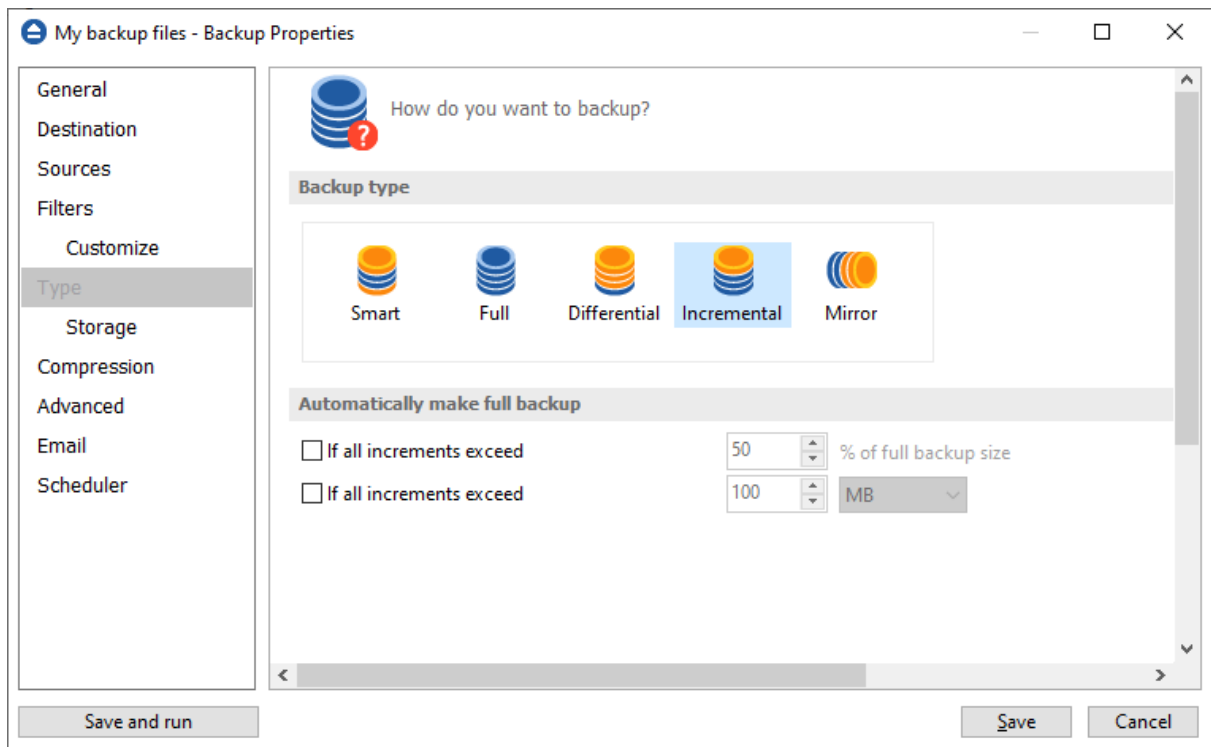 My backup files - Backup Properties
General
Destination
Sources
Filters
Customize
Type
Storage
Compression
Advanced
Email
Scheduler
How do you want to backup?
Backup type
Smart Full Differential Incremental Mirror
Automatically make full backup
If all increments exceed 50 % of full backup size
If all increments exceed 100 MB
Save and run Save Cancel